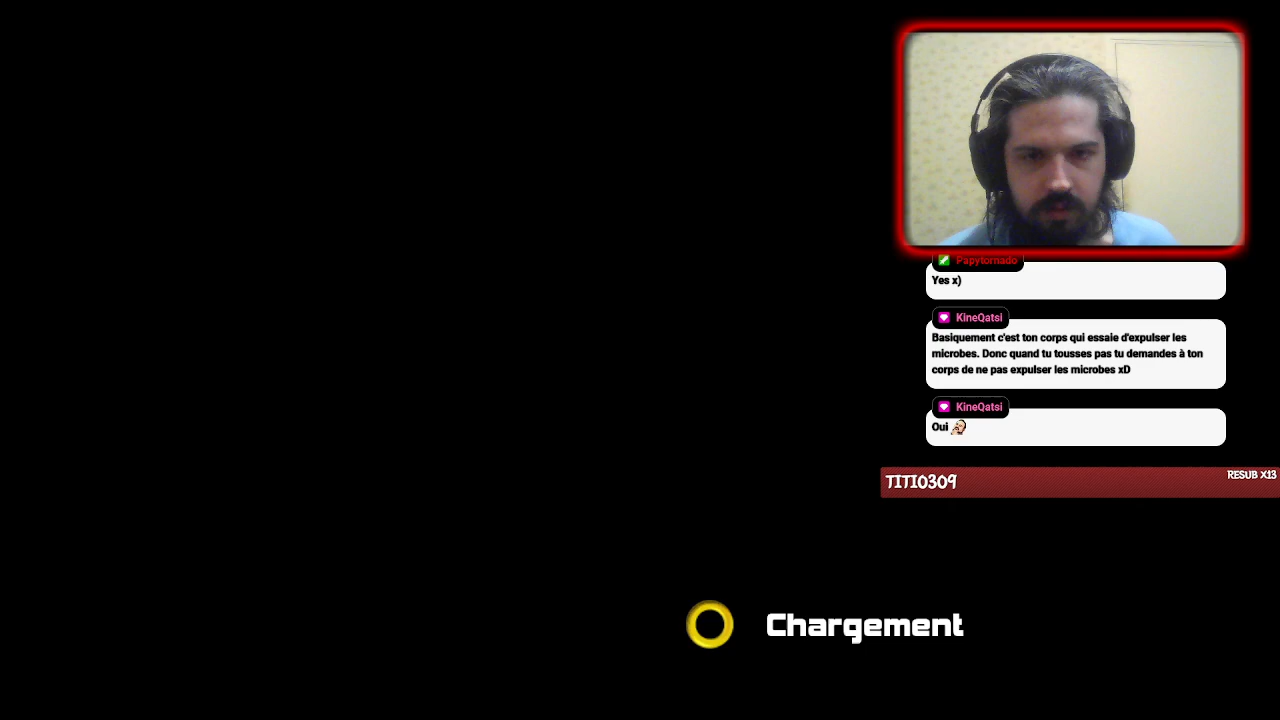 Papytornado
Yes x)
KineQatsi
Basiquement c'est ton corps qui essaie d'expulser les
microbes. Donc quand tu tousses pas tu demandes à ton
corps de ne pas expulser les microbes xD
KineQatsi
Oui
TITI0309
RESUB X13
Chargement